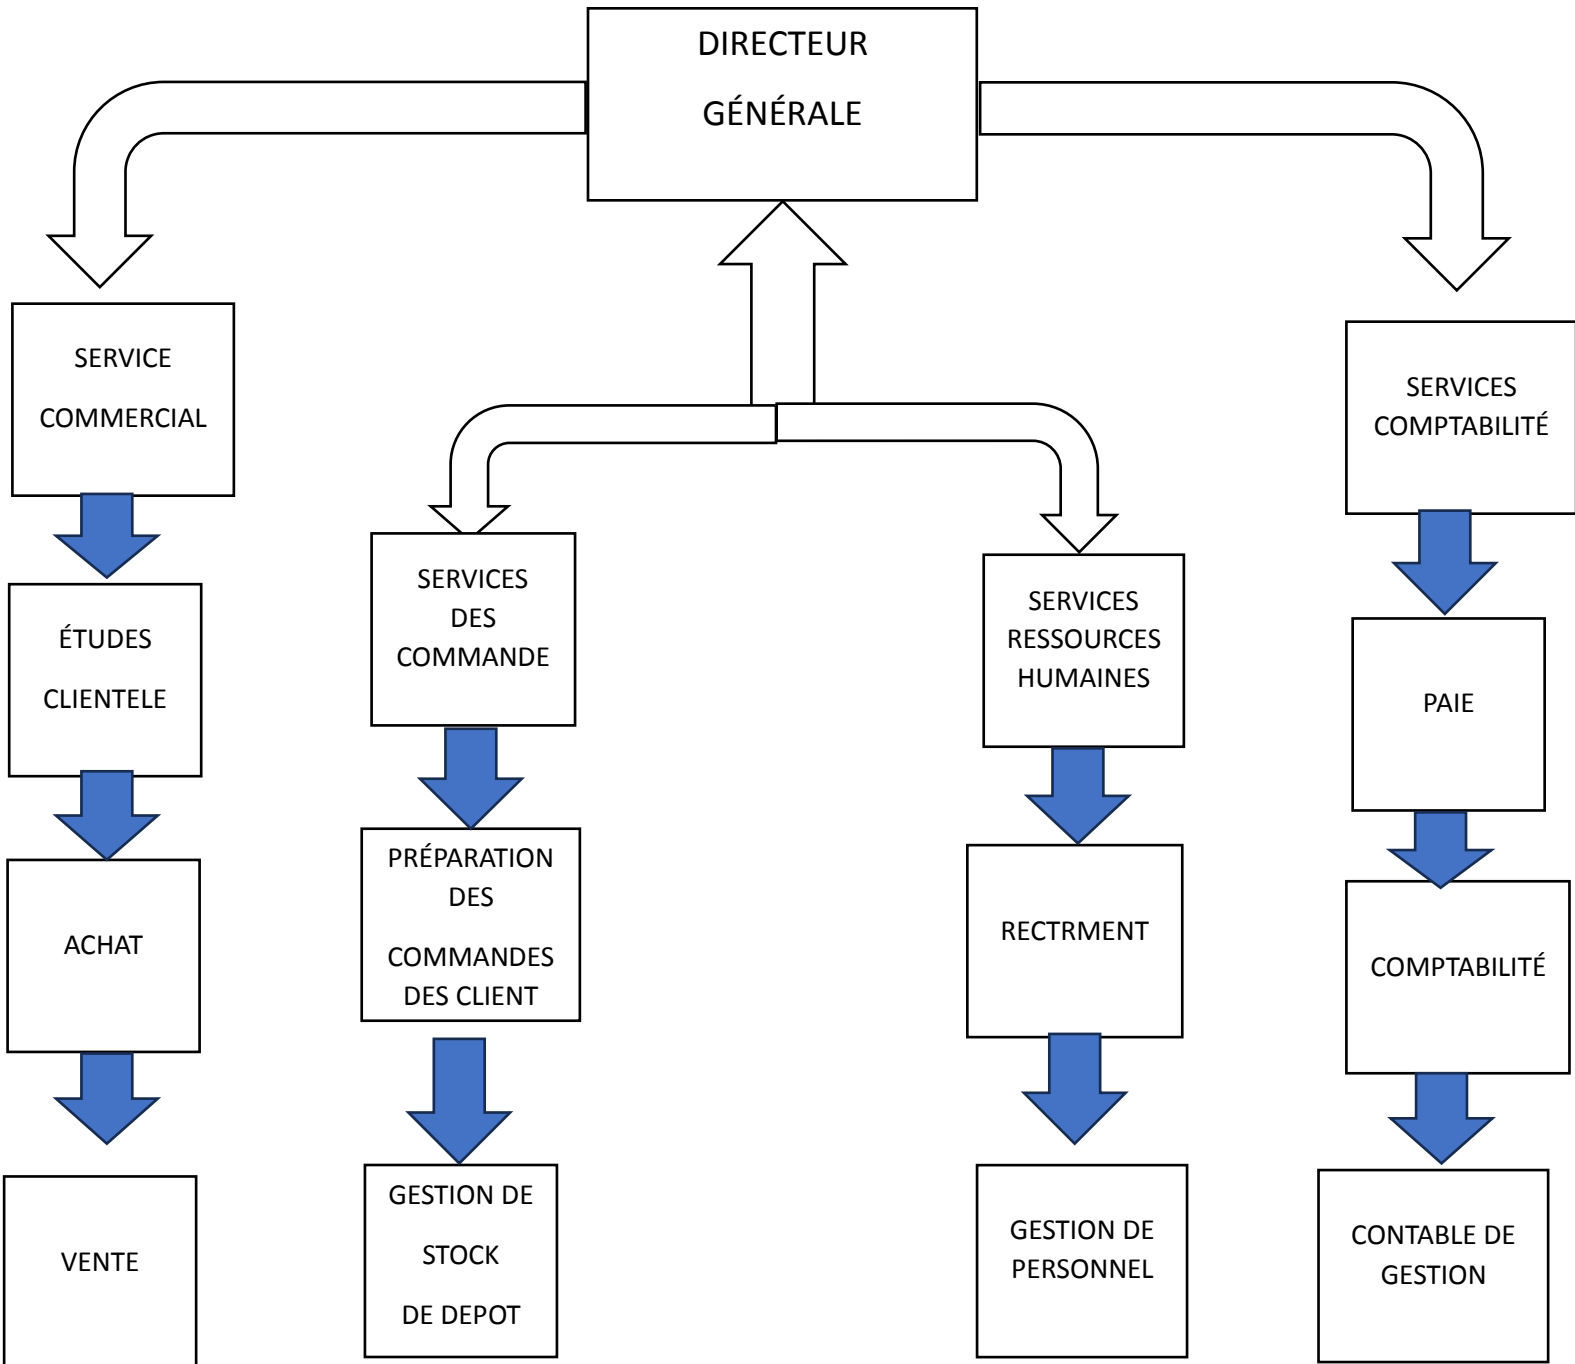 DIRECTEUR
GÉNÉRALE
SERVICE
COMMERCIAL
SERVICES
COMPTABILITÉ
SERVICES
DES
COMMANDE
SERVICES
RESSOURCES
HUMAINES
ÉTUDES
CLIENTELE
PAIE
PRÉPARATION
DES
COMMANDES
DES CLIENT
ACHAT
RECTRMENT
COMPTABILITÉ
VENTE
GESTION DE
STOCK
DE DEPOT
GESTION DE
PERSONNEL
CONTABLE DE
GESTION